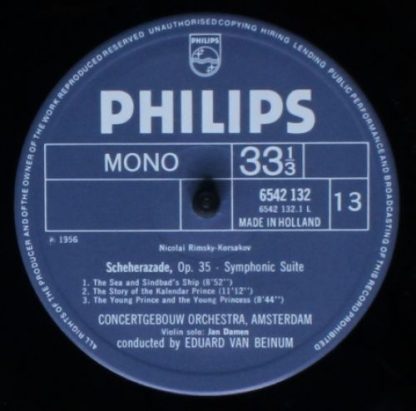 ALL RIGHTS OF THE PRODUCER AND OF THE OWNER OF THE WORK REPRODUCED RESERVED UNAUTHORISED COPYING HIRING LENDING PUBLIC PERFORMANCE AND BROADCASTING OF THIS RECORD PROHIBITED
PHILIPS
PHILIPS
MONO
33 1/3
6542 132
6542 132.1 L
MADE IN HOLLAND
13
℗ 1956
Nicolai Rimsky-Korsakov
Scheherazade, Op. 35 - Symphonic Suite
1. The Sea and Sindbad's Ship (8'52'')
2. The Story of the Kalendar Prince (11'12'')
3. The Young Prince and the Young Princess (8'44'')
CONCERTGEBOUW ORCHESTRA, AMSTERDAM
Violin solo: Jan Damen
conducted by EDUARD VAN BEINUM